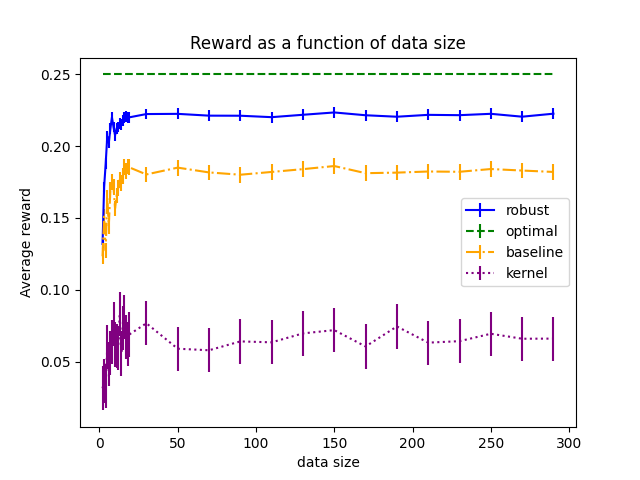 Reward as a function of data size
Average reward
0.25
0.20
0.15
0.10
0.05
robust
optimal
baseline
kernel
0 50 100 150 200 250 300
data size